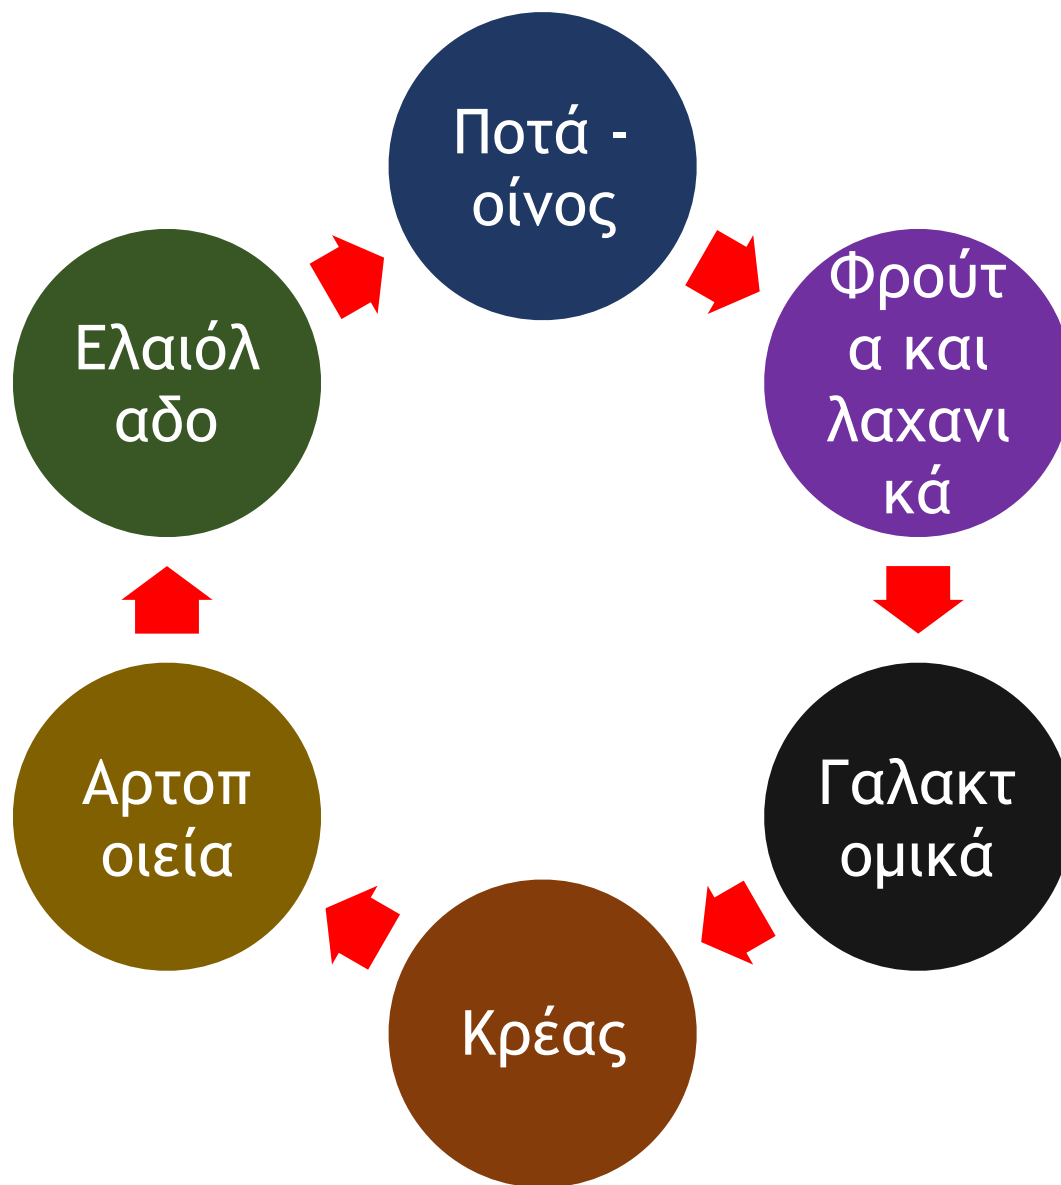 Ποτά -
οίνος
Φρούτ
α και
λαχανι
κά
Γαλακτ
ομικά
Κρέας
Αρτοπ
οιεία
Ελαιόλ
αδο